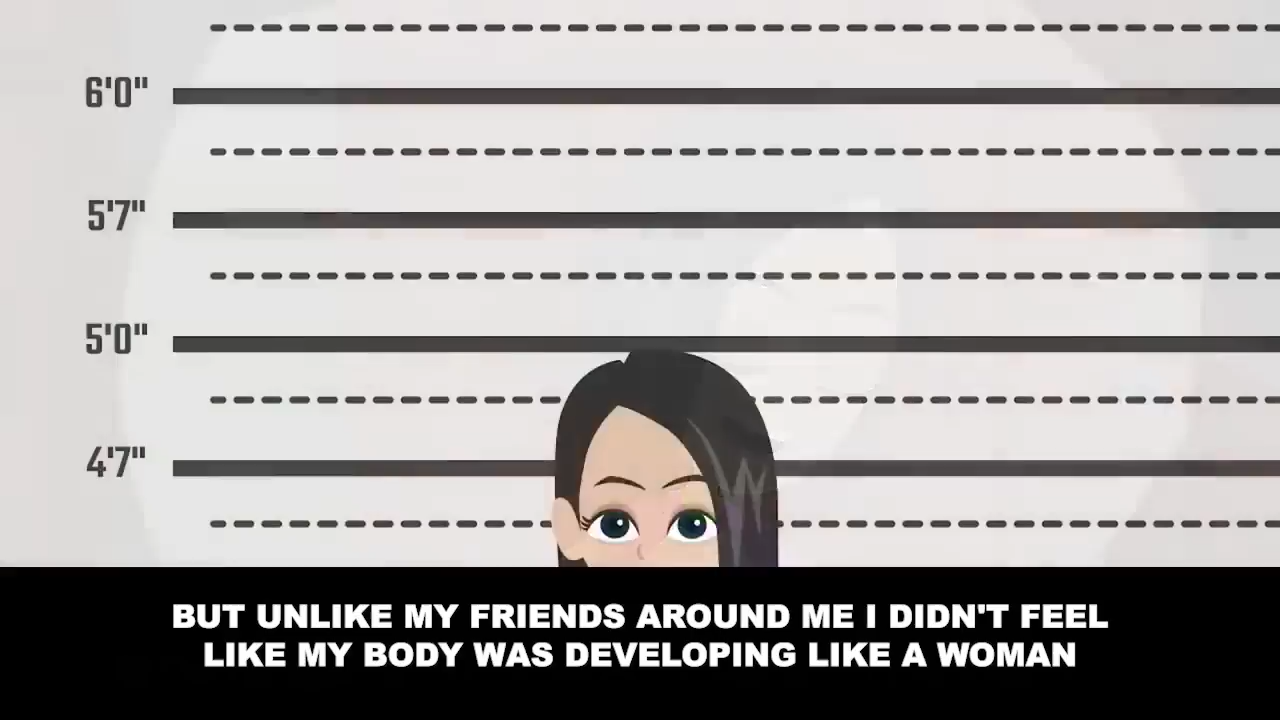 6'0"
5'7"
5'0"
4'7"
BUT UNLIKE MY FRIENDS AROUND ME I DIDN'T FEEL
LIKE MY BODY WAS DEVELOPING LIKE A WOMAN